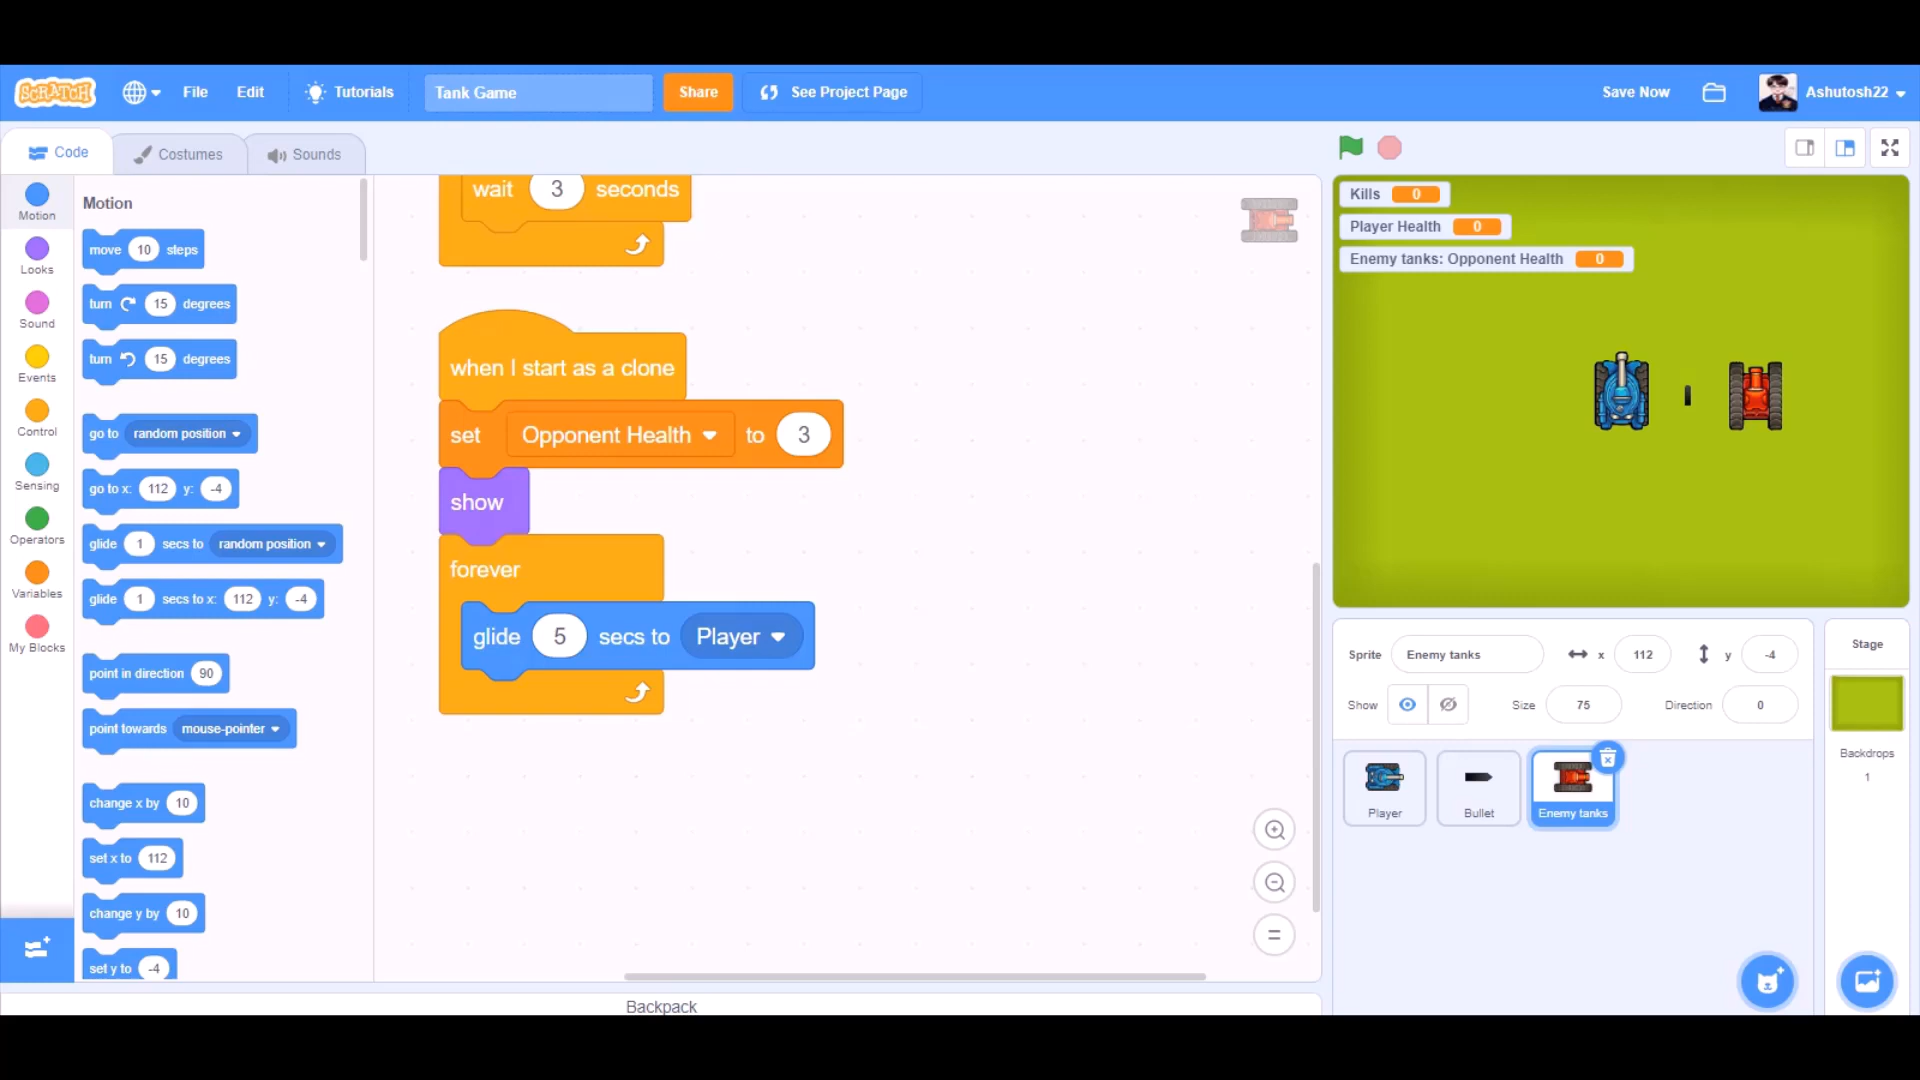 SCRATCH File Edit Tutorials Tank Game Share See Project Page Save Now Ashutosh22
Code Costumes Sounds
Motion
Looks
Sound
Events
Control
Sensing
Operators
Variables
My Blocks
Motion
move 10 steps
turn 15 degrees
turn 15 degrees
go to random position
go to x: 112 y: -4
glide 1 secs to random position
glide 1 secs to x: 112 y: -4
point in direction 90
point towards mouse-pointer
change x by 10
set x to 112
change y by 10
set y to -4
wait 3 seconds
when I start as a clone
set Opponent Health to 3
show
forever
glide 5 secs to Player
Backpack
Kills 0
Player Health 0
Enemy tanks: Opponent Health 0
Sprite Enemy tanks x 112 y -4
Show Size 75 Direction 0
Player Bullet Enemy tanks
Stage
Backdrops
1